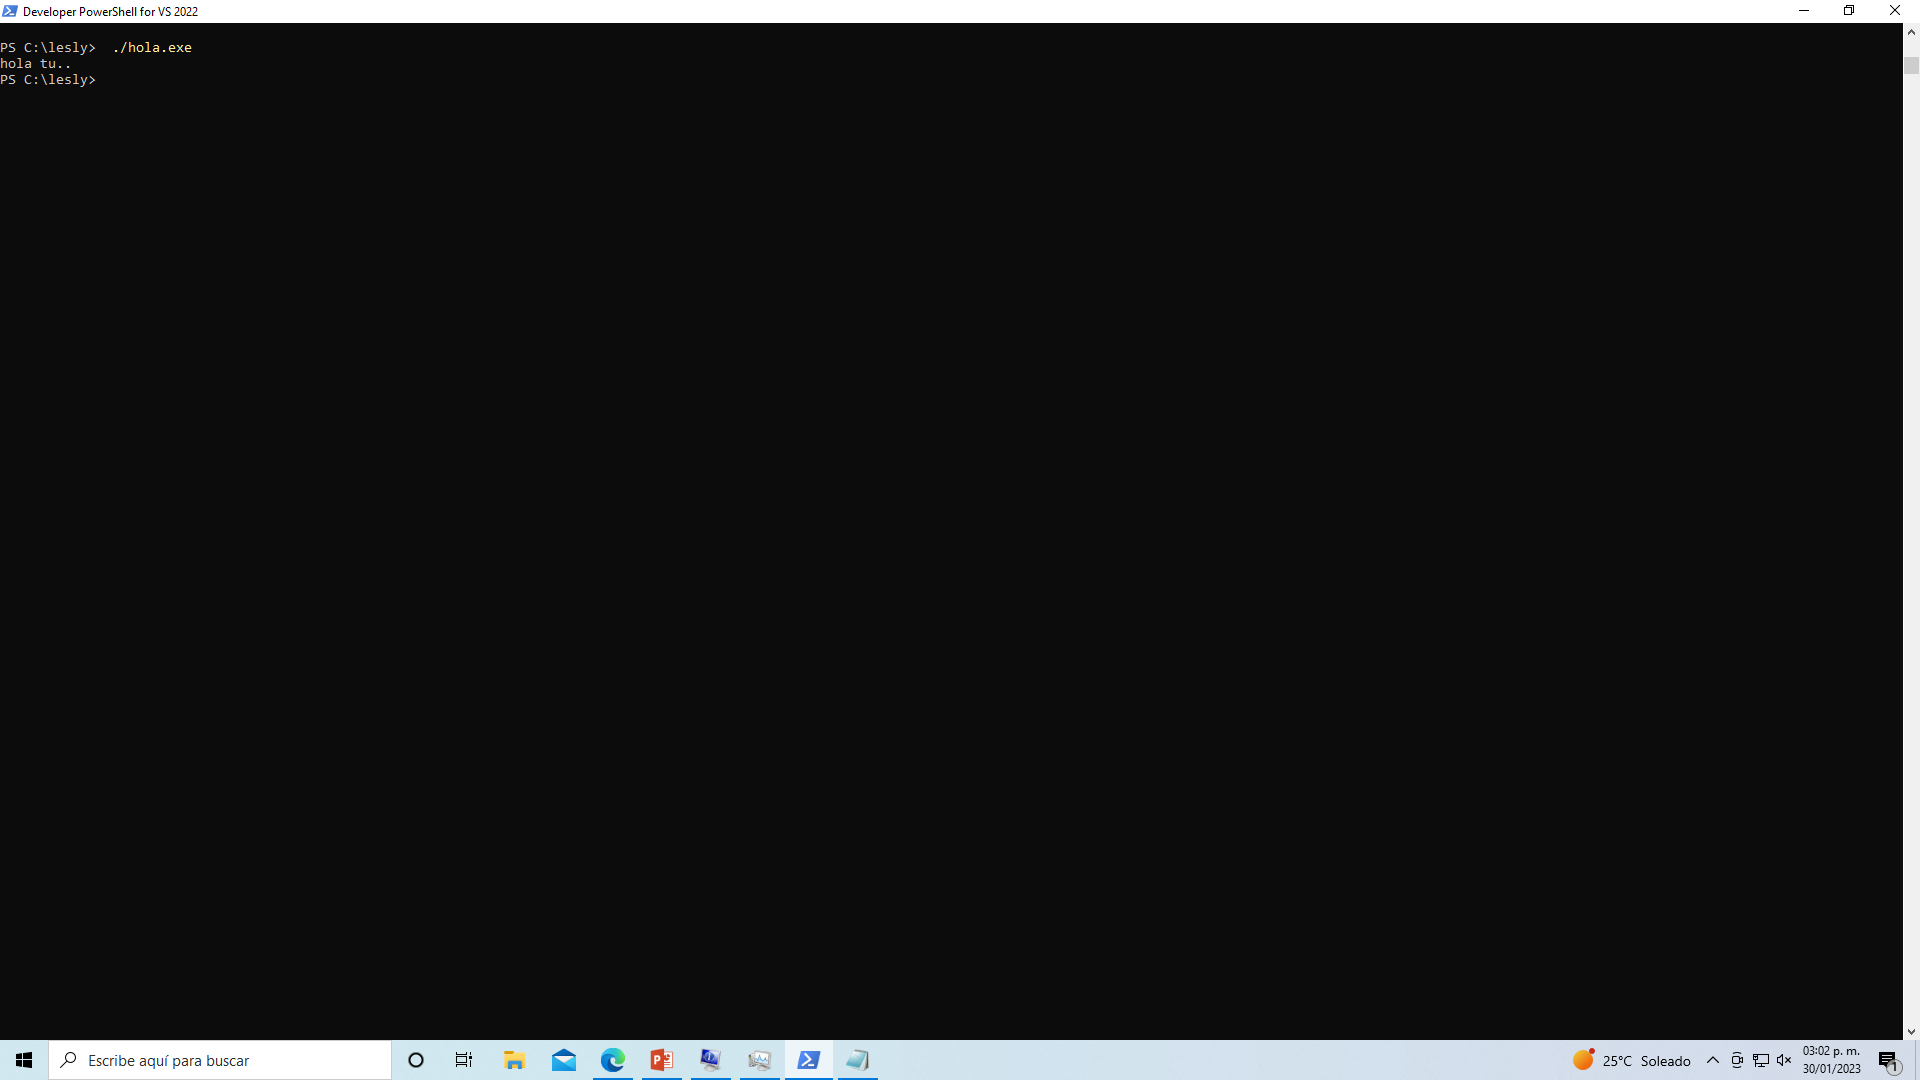 Developer PowerShell for VS 2022
PS C:\lesly>  ./hola.exe
hola tu..
PS C:\lesly>
Escribe aquí para buscar
25°C Soleado
03:02 p. m.
30/01/2023
1